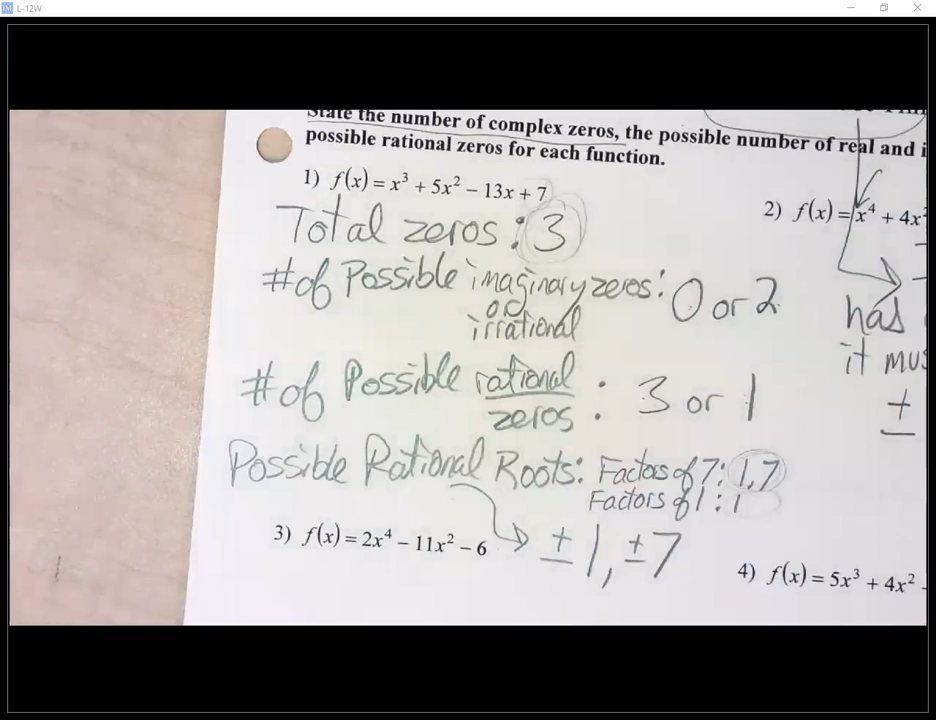 L-12W
State the number of complex zeros, the possible number of real and i
possible rational zeros for each function.
1) f(x) = x³ + 5x² − 13x + 7
2) f(x) = x⁴ + 4x
Total zeros : 3
# of Possible imaginary zeros : 0 or 2
or
irrational
has
it mus
±
# of Possible rational zeros : 3 or 1
Possible Rational Roots: Factors of 7: 1, 7
Factors of 1 : 1
±1, ±7
3) f(x) = 2x⁴ − 11x² − 6
4) f(x) = 5x³ + 4x² -